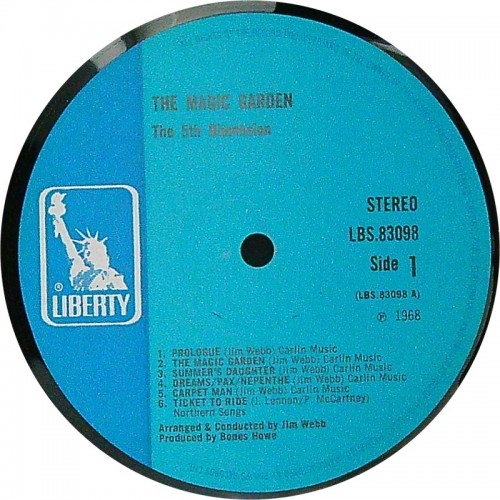 THE MAGIC GARDEN
The 5th Dimension
STEREO
LBS.83098
Side 1
(LBS.83098 A)
℗ 1968
® LIBERTY
1. PROLOGUE (Jim Webb) Carlin Music
2. THE MAGIC GARDEN (Jim Webb) Carlin Music
3. SUMMER'S DAUGHTER (Jim Webb) Carlin Music
4. DREAMS/PAX/NEPENTHE (Jim Webb) Carlin Music
5. CARPET MAN (Jim Webb) Carlin Music
6. TICKET TO RIDE (J. Lennon/P. McCartney)
Northern Songs
Arranged & Conducted by Jim Webb
Produced by Bones Howe